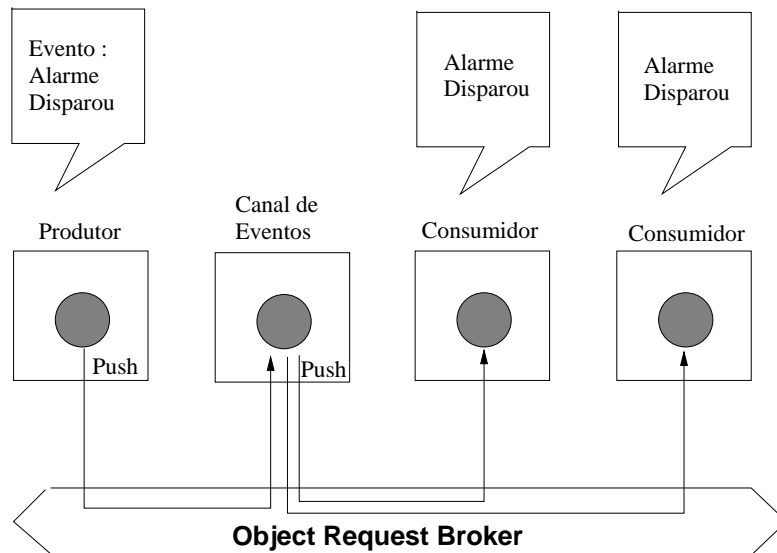 Evento :
Alarme
Disparou
Alarme
Disparou
Alarme
Disparou
Produtor
Canal de
Eventos
Consumidor
Consumidor
Push
Push
Object Request Broker